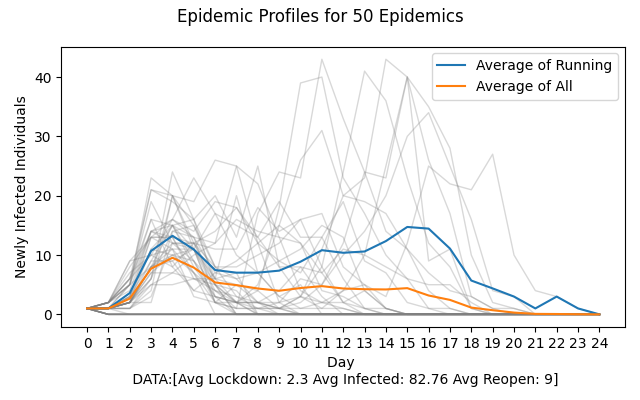 Epidemic Profiles for 50 Epidemics
Average of Running
Average of All
Newly Infected Individuals
40
30
20
10
0
0 1 2 3 4 5 6 7 8 9 10 11 12 13 14 15 16 17 18 19 20 21 22 23 24
Day
DATA:[Avg Lockdown: 2.3 Avg Infected: 82.76 Avg Reopen: 9]